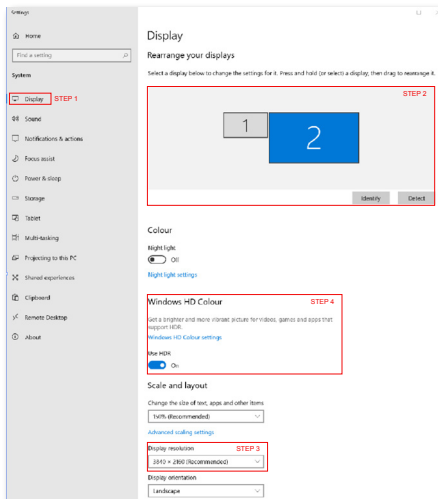 Settings
Home
Find a setting
System
Display STEP 1
Sound
Notifications & actions
Focus assist
Power & sleep
Storage
Tablet
Multi-tasking
Projecting to this PC
Shared experiences
Clipboard
Remote Desktop
About
Display
Rearrange your displays
Select a display below to change the settings for it. Press and hold (or select) a display, then drag to rearrange it.
STEP 2
1
2
Identify Detect
Colour
Night light
Off
Night light settings
Windows HD Colour STEP 4
Get a brighter and more vibrant picture for videos, games and apps that
support HDR.
Windows HD Colour settings
Use HDR
On
Scale and layout
Change the size of text, apps and other items
150% (Recommended)
Advanced scaling settings
Display resolution STEP 3
3840 × 2160 (Recommended)
Display orientation
Landscape